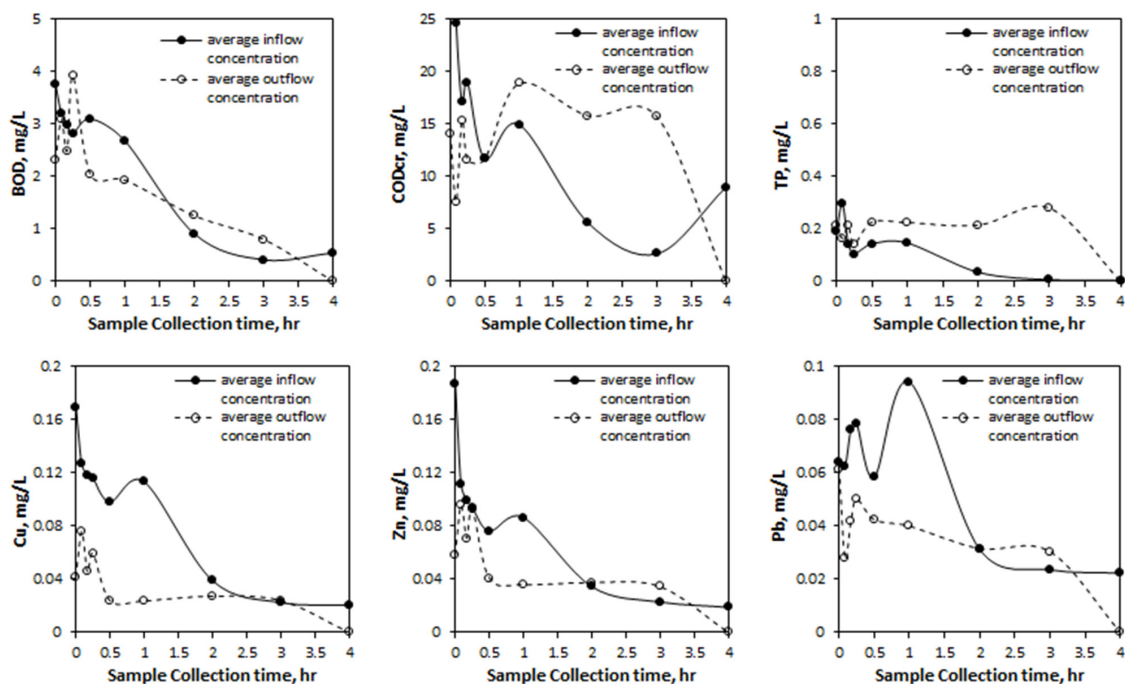 5
4
3
2
1
0
BOD, mg/L
average inflow
concentration
average outflow
concentration
0 0.5 1 1.5 2 2.5 3 3.5 4
Sample Collection time, hr
25
20
15
10
5
0
CODcr, mg/L
average inflow
concentration
average outflow
concentration
0 0.5 1 1.5 2 2.5 3 3.5 4
Sample Collection time, hr
1
0.8
0.6
0.4
0.2
0
TP, mg/L
average inflow
concentration
average outflow
concentration
0 0.5 1 1.5 2 2.5 3 3.5 4
Sample Collection time, hr
0.2
0.16
0.12
0.08
0.04
0
Cu, mg/L
average inflow
concentration
average outflow
concentration
0 0.5 1 1.5 2 2.5 3 3.5 4
Sample Collection time, hr
0.2
0.16
0.12
0.08
0.04
0
Zn, mg/L
average inflow
concentration
average outflow
concentration
0 0.5 1 1.5 2 2.5 3 3.5 4
Sample Collection time, hr
0.1
0.08
0.06
0.04
0.02
0
Pb, mg/L
average inflow
concentration
average outflow
concentration
0 0.5 1 1.5 2 2.5 3 3.5 4
Sample Collection time, hr